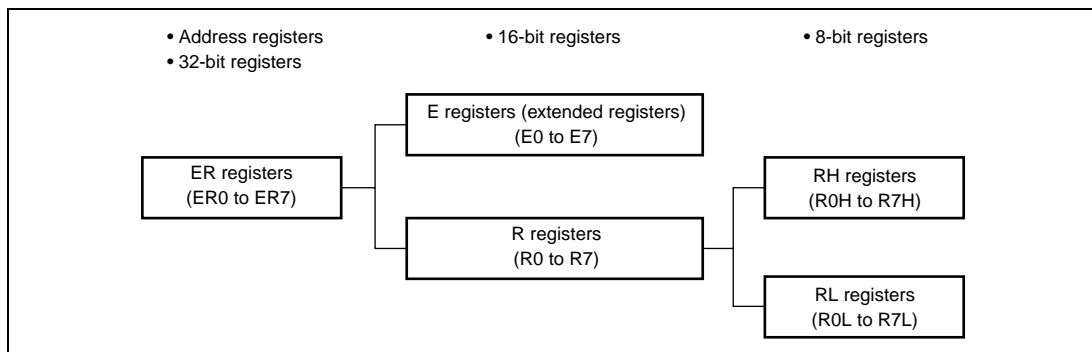 • Address registers
• 32-bit registers
• 16-bit registers
• 8-bit registers
E registers (extended registers)
(E0 to E7)
ER registers
(ER0 to ER7)
R registers
(R0 to R7)
RH registers
(R0H to R7H)
RL registers
(R0L to R7L)